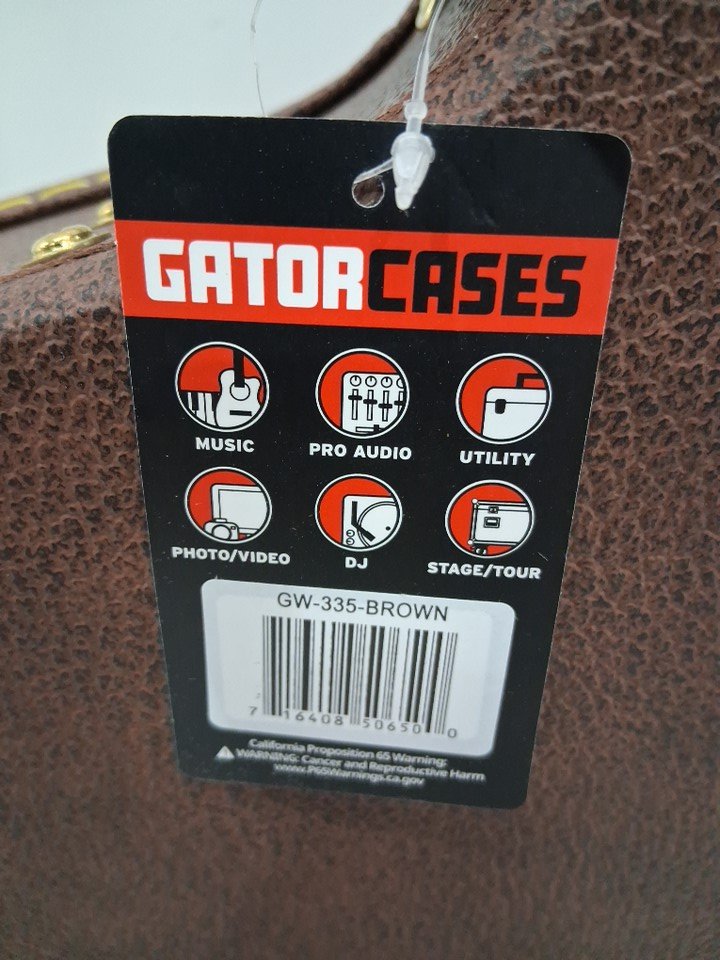 GATORCASES
MUSIC
PRO AUDIO
UTILITY
PHOTO/VIDEO
DJ
STAGE/TOUR
GW-335-BROWN
7 16408 50650 0
California Proposition 65 Warning:
WARNING: Cancer and Reproductive Harm
www.P65Warnings.ca.gov